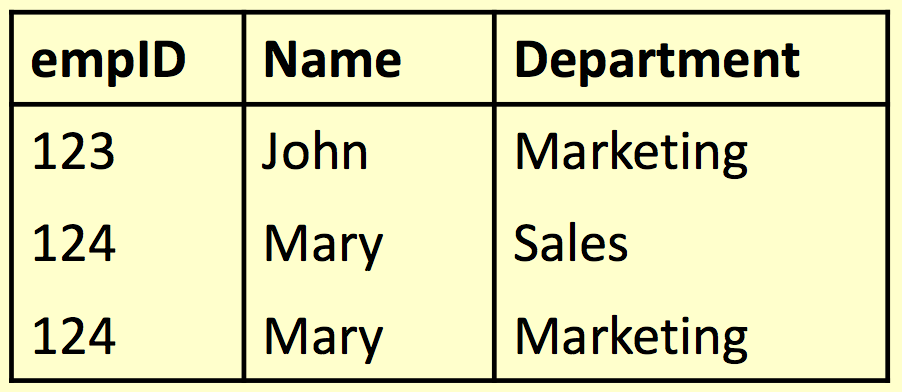 empID Name Department
123 John Marketing
124 Mary Sales
124 Mary Marketing